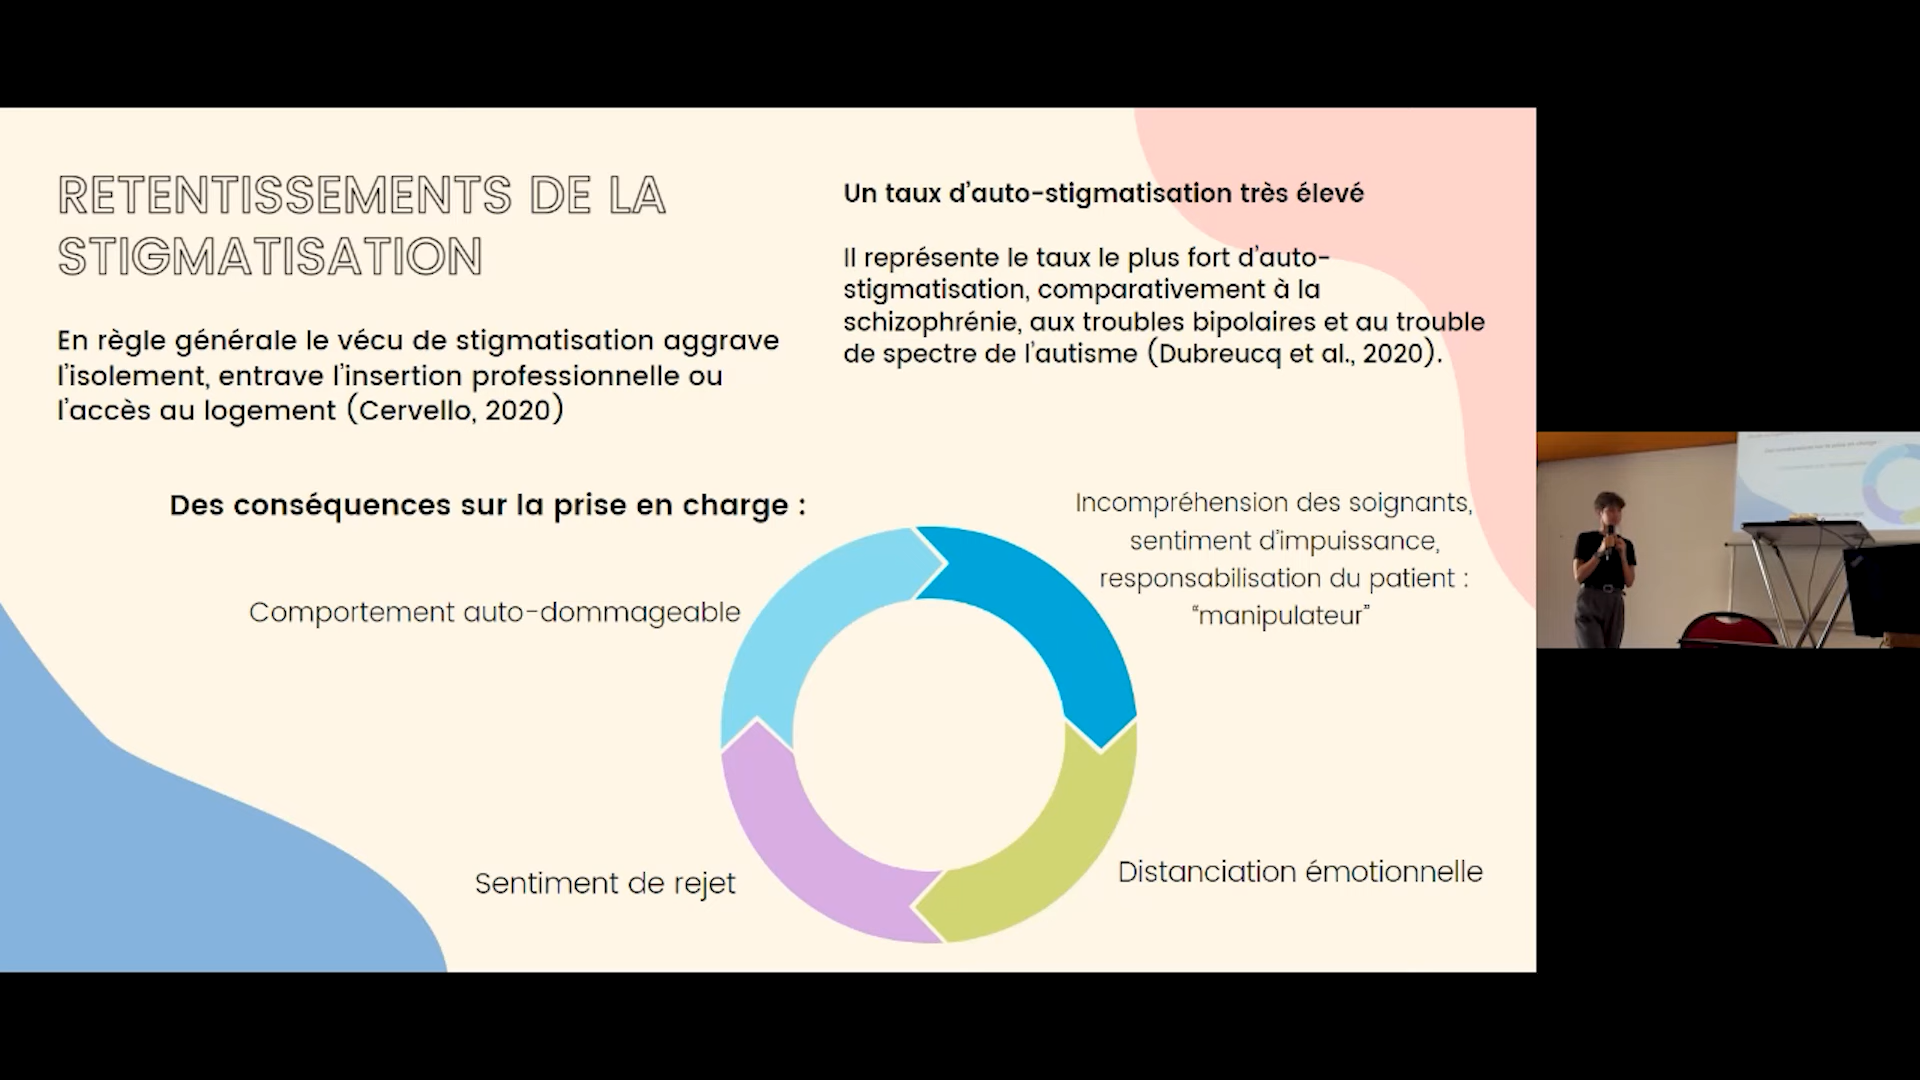 RETENTISSEMENTS DE LA
STIGMATISATION
En règle générale le vécu de stigmatisation aggrave
l'isolement, entrave l'insertion professionnelle ou
l'accès au logement (Cervello, 2020)
Un taux d'auto-stigmatisation très élevé
Il représente le taux le plus fort d'auto-
stigmatisation, comparativement à la
schizophrénie, aux troubles bipolaires et au trouble
de spectre de l'autisme (Dubreucq et al., 2020).
Des conséquences sur la prise en charge :
Comportement auto-dommageable
Incompréhension des soignants,
sentiment d'impuissance,
responsabilisation du patient :
“manipulateur”
Sentiment de rejet
Distanciation émotionnelle